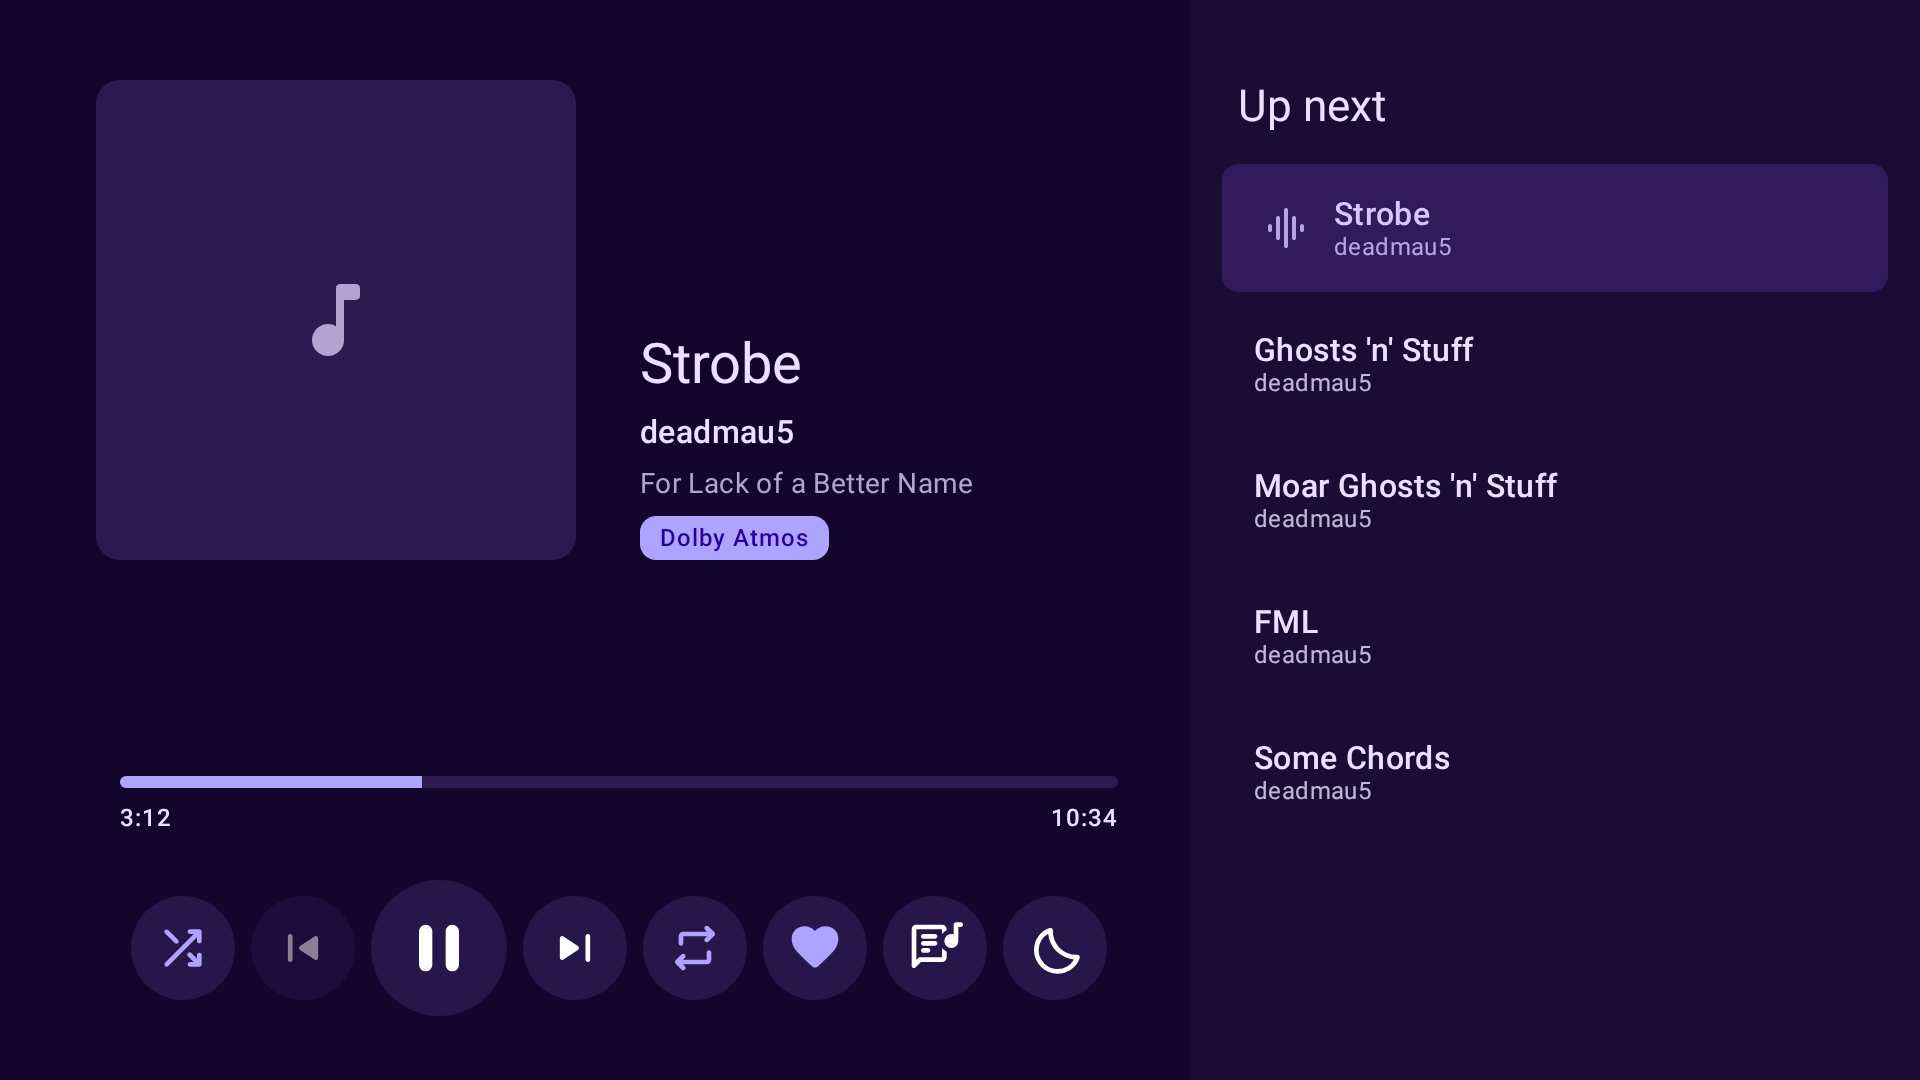 Strobe
deadmau5
For Lack of a Better Name
Dolby Atmos
3:12
10:34
Up next
Strobe
deadmau5
Ghosts 'n' Stuff
deadmau5
Moar Ghosts 'n' Stuff
deadmau5
FML
deadmau5
Some Chords
deadmau5